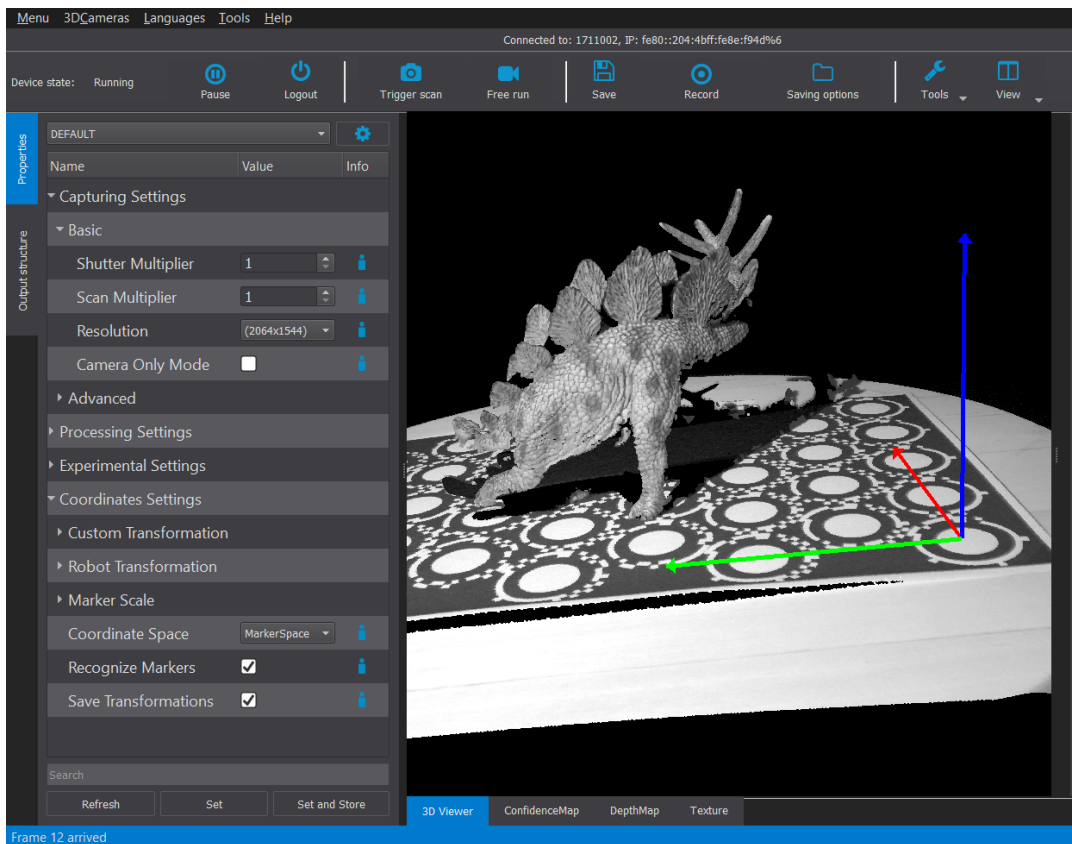 Menu 3DCameras Languages Tools Help
Connected to: 1711002, IP: fe80::204:4bff:fe8e:f94d%6
Device state: Running Pause Logout Trigger scan Free run Save Record Saving options Tools View
Properties
Output structure
DEFAULT
Name Value Info
Capturing Settings
Basic
Shutter Multiplier 1
Scan Multiplier 1
Resolution (2064x1544)
Camera Only Mode
Advanced
Processing Settings
Experimental Settings
Coordinates Settings
Custom Transformation
Robot Transformation
Marker Scale
Coordinate Space MarkerSpace
Recognize Markers
Save Transformations
Search
Refresh Set Set and Store
3D Viewer ConfidenceMap DepthMap Texture
Frame 12 arrived